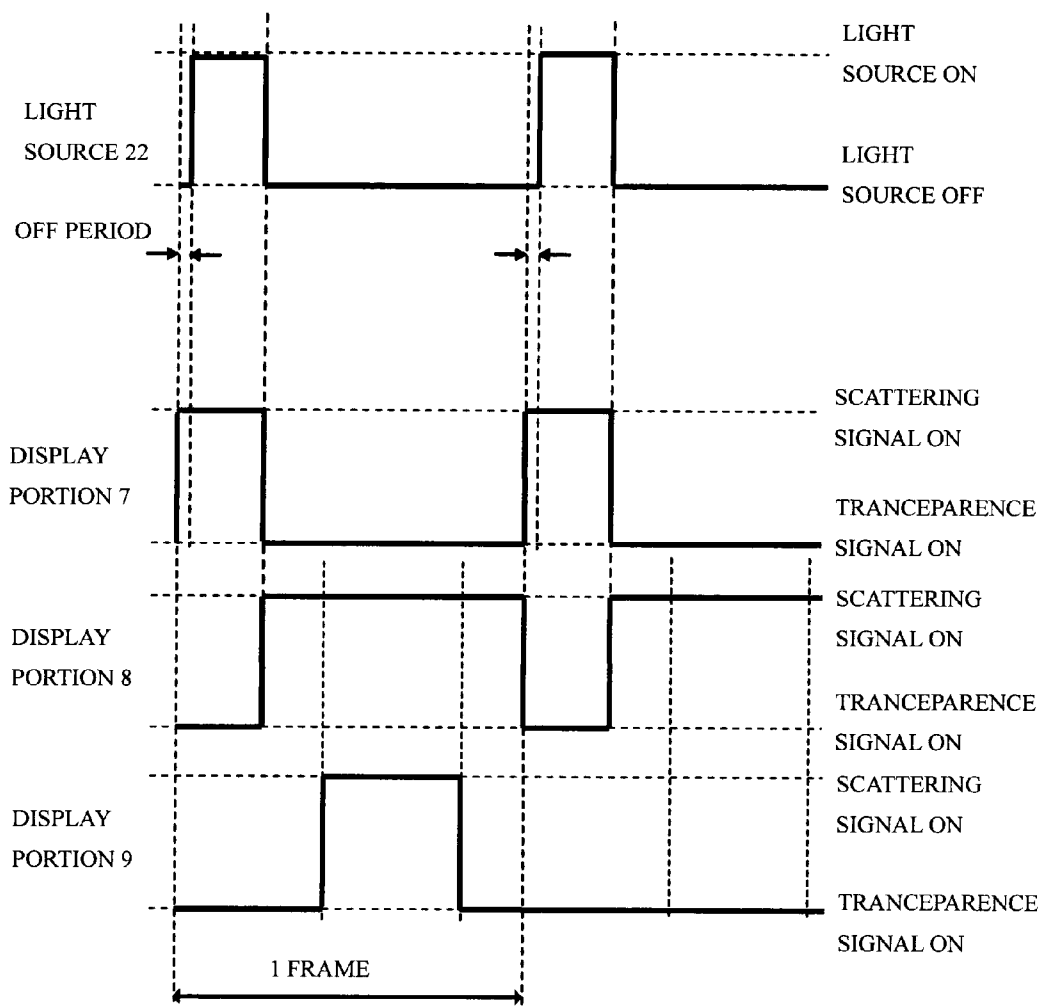 LIGHT
SOURCE ON
LIGHT
SOURCE 22
LIGHT
SOURCE OFF
OFF PERIOD
SCATTERING
SIGNAL ON
DISPLAY
PORTION 7
TRANCEPARENCE
SIGNAL ON
SCATTERING
SIGNAL ON
DISPLAY
PORTION 8
TRANCEPARENCE
SIGNAL ON
SCATTERING
SIGNAL ON
DISPLAY
PORTION 9
TRANCEPARENCE
SIGNAL ON
1 FRAME